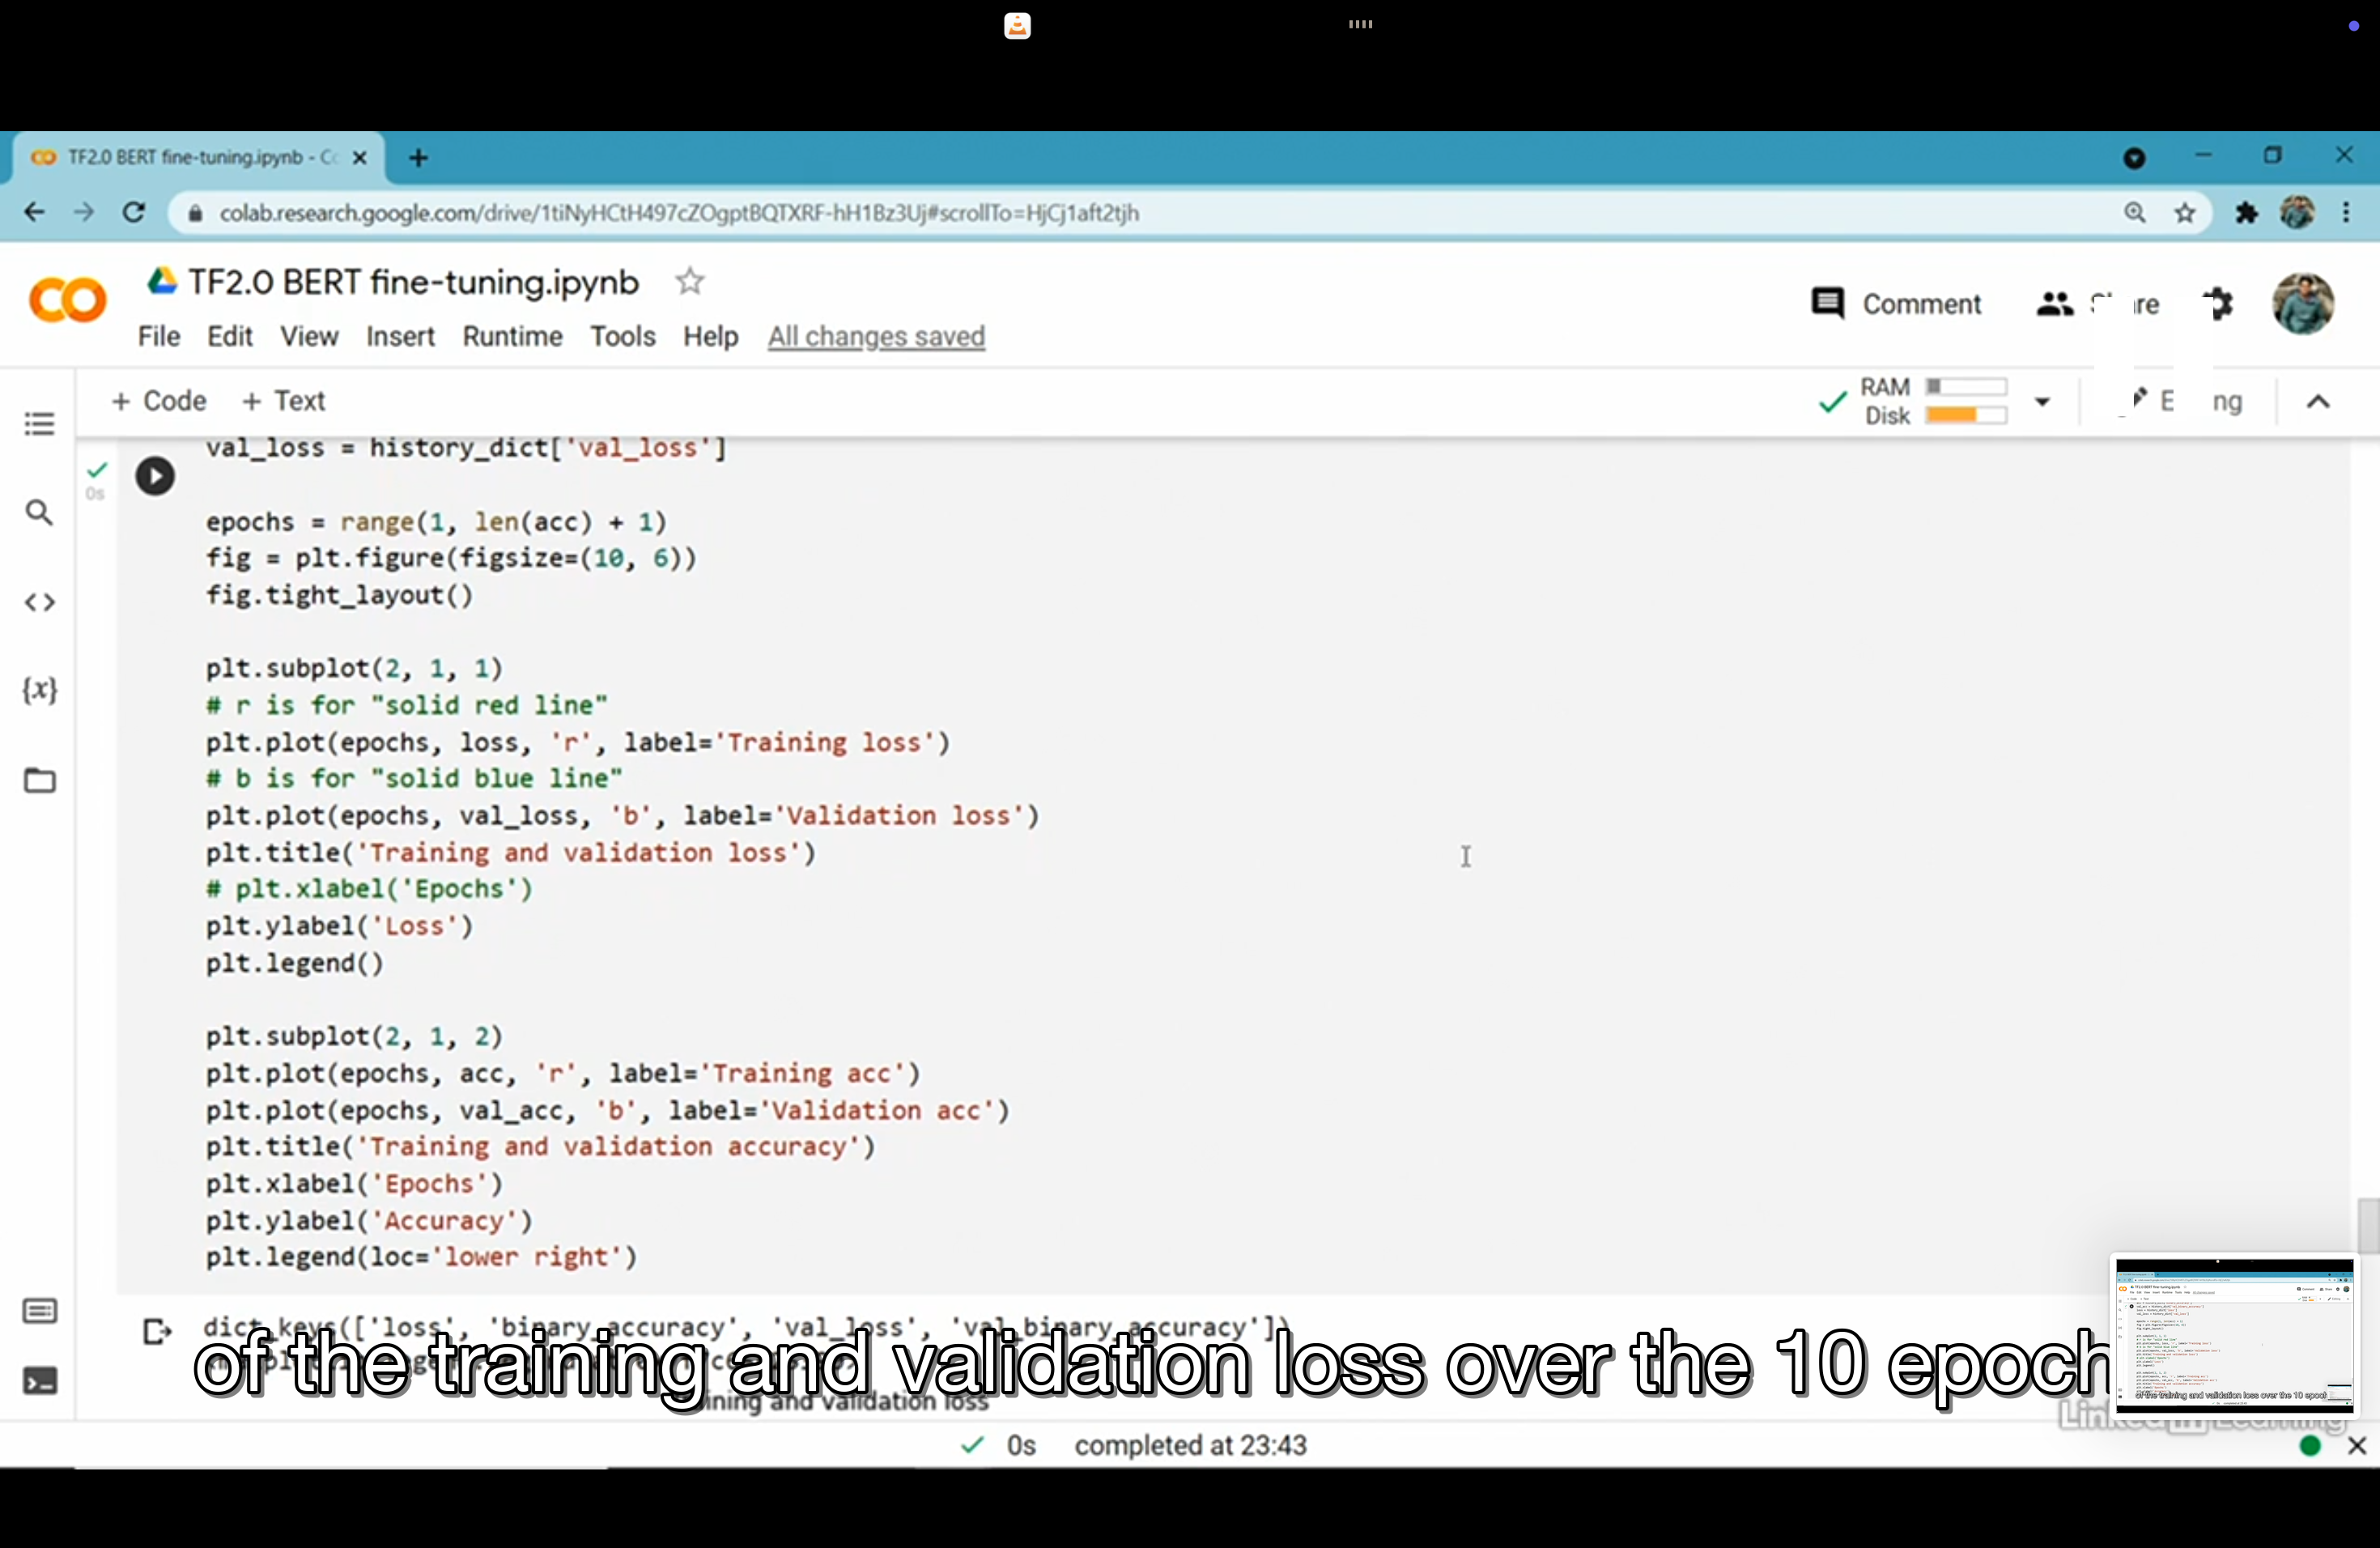 TF2.0 BERT fine-tuning.ipynb - Co
colab.research.google.com/drive/1tiNyHCtH497cZOgptBQTXRF-hH1Bz3Uj#scrollTo=HjCj1aft2tjh
TF2.0 BERT fine-tuning.ipynb
Comment
File Edit View Insert Runtime Tools Help All changes saved
+ Code + Text
RAM
Disk
val_loss = history_dict['val_loss']
0s
epochs = range(1, len(acc) + 1)
fig = plt.figure(figsize=(10, 6))
fig.tight_layout()
plt.subplot(2, 1, 1)
# r is for "solid red line"
plt.plot(epochs, loss, 'r', label='Training loss')
# b is for "solid blue line"
plt.plot(epochs, val_loss, 'b', label='Validation loss')
plt.title('Training and validation loss')
# plt.xlabel('Epochs')
plt.ylabel('Loss')
plt.legend()
plt.subplot(2, 1, 2)
plt.plot(epochs, acc, 'r', label='Training acc')
plt.plot(epochs, val_acc, 'b', label='Validation acc')
plt.title('Training and validation accuracy')
plt.xlabel('Epochs')
plt.ylabel('Accuracy')
plt.legend(loc='lower right')
dict_keys(['loss', 'binary_accuracy', 'val_loss', 'val_binary_accuracy'])
of the training and validation loss over the 10 epoch
and validation loss
0s completed at 23:43